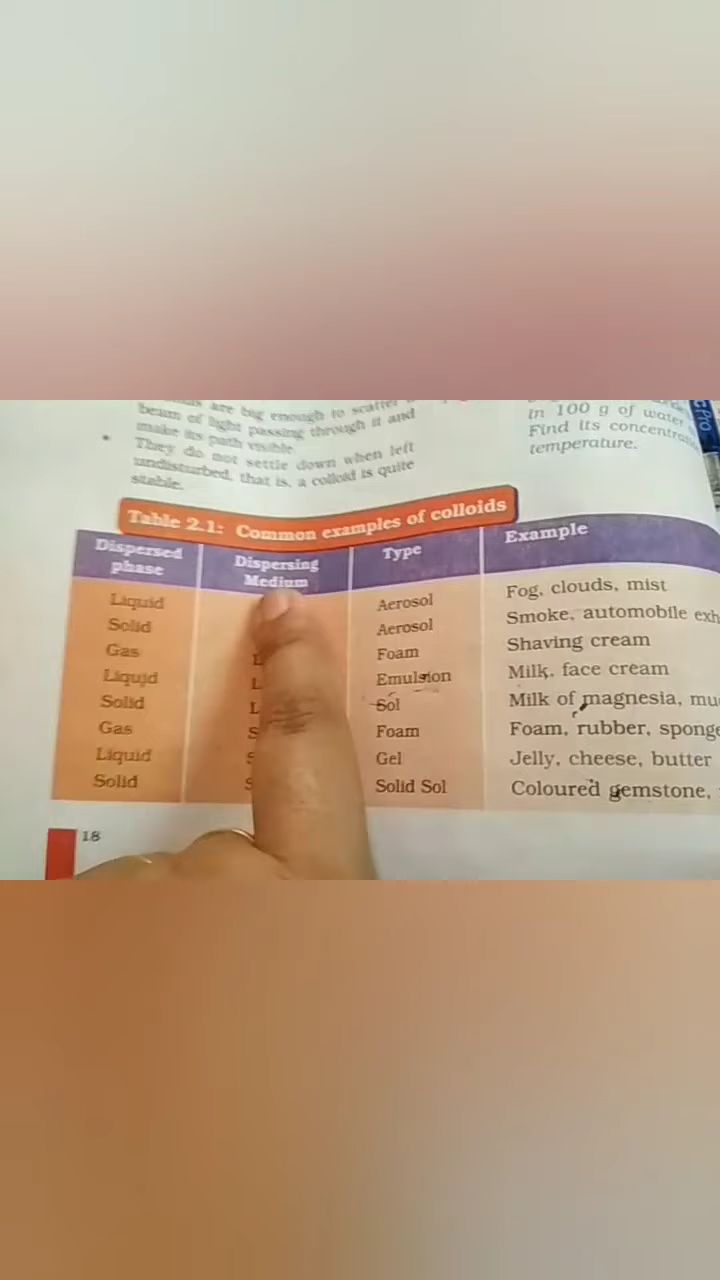 are big enough to scatter
beam of light passing through it and
make its path visible.
• They do not settle down when left
undisturbed, that is, a colloid is quite
stable.
in 100 g of water
Find its
temperature.
Pro
Table 2.1: Common examples of colloids
Dispersed phase Dispersing Medium Type Example
Liquid Aerosol Fog, clouds, mist
Solid Aerosol Smoke, automobile exh
Gas L Foam Shaving cream
Liquid L Emulsion Milk, face cream
Solid L Sol Milk of magnesia, mu
Gas S Foam Foam, rubber, sponge
Liquid S Gel Jelly, cheese, butter
Solid S Solid Sol Coloured gemstone,
18